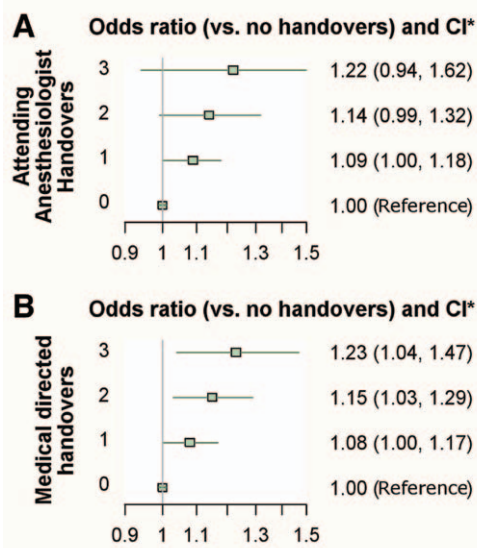 A
Odds ratio (vs. no handovers) and CI*
Attending
Anesthesiologist
Handovers
3 1.22 (0.94, 1.62)
2 1.14 (0.99, 1.32)
1 1.09 (1.00, 1.18)
0 1.00 (Reference)
0.9 1 1.1 1.3 1.5
B
Odds ratio (vs. no handovers) and CI*
Medical directed
handovers
3 1.23 (1.04, 1.47)
2 1.15 (1.03, 1.29)
1 1.08 (1.00, 1.17)
0 1.00 (Reference)
0.9 1 1.1 1.3 1.5